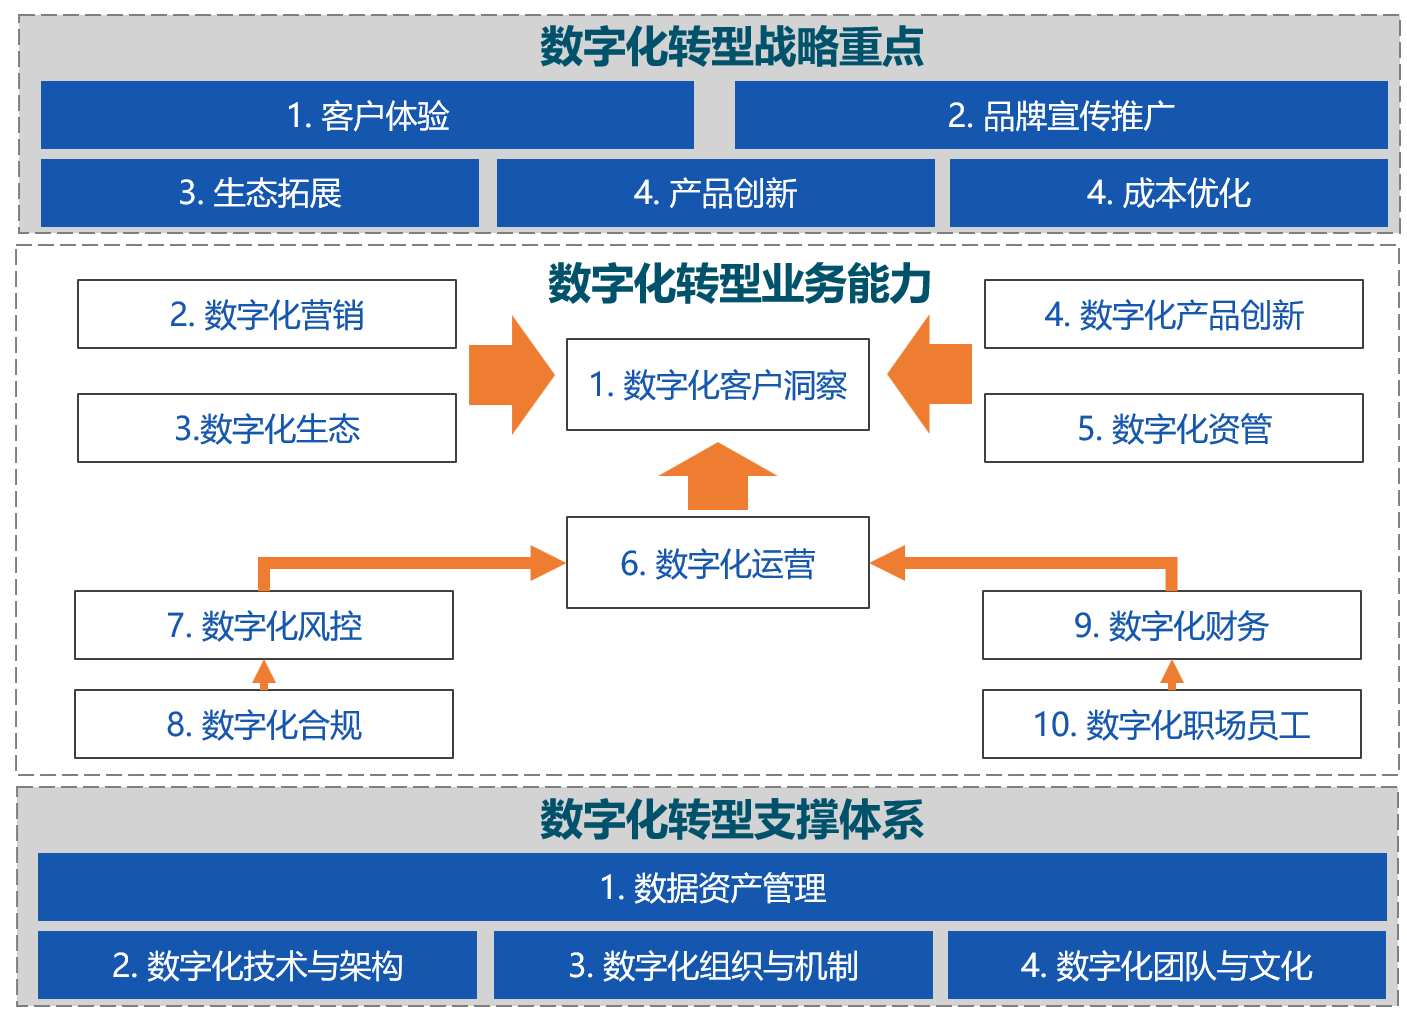 数字化转型战略重点
1. 客户体验
2. 品牌宣传推广
3. 生态拓展
4. 产品创新
4. 成本优化
数字化转型业务能力
2. 数字化营销
4. 数字化产品创新
1. 数字化客户洞察
3.数字化生态
5. 数字化资管
6. 数字化运营
7. 数字化风控
9. 数字化财务
8. 数字化合规
10. 数字化职场员工
数字化转型支撑体系
1. 数据资产管理
2. 数字化技术与架构
3. 数字化组织与机制
4. 数字化团队与文化